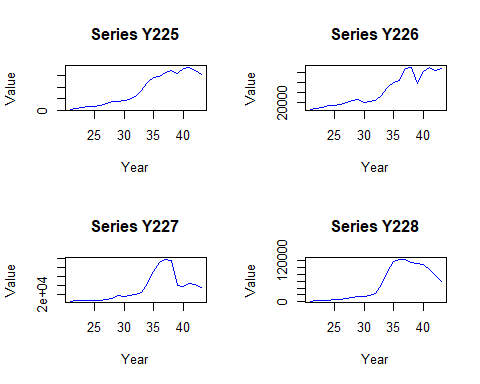 Series Y225
Value
0
25 30 35 40
Year
Series Y226
Value
20000
25 30 35 40
Year
Series Y227
Value
2e+04
25 30 35 40
Year
Series Y228
Value
0 120000
25 30 35 40
Year